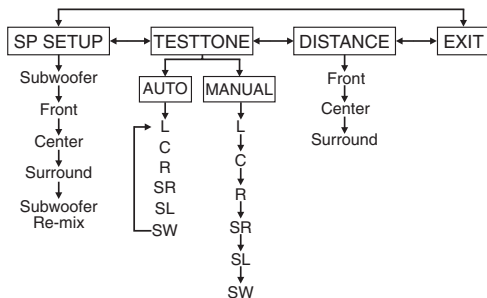 SP SETUP
TESTTONE
DISTANCE
EXIT
Subwoofer
Front
Center
Surround
Subwoofer
Re-mix
AUTO
L
C
R
SR
SL
SW
MANUAL
L
C
R
SR
SL
SW
Front
Center
Surround